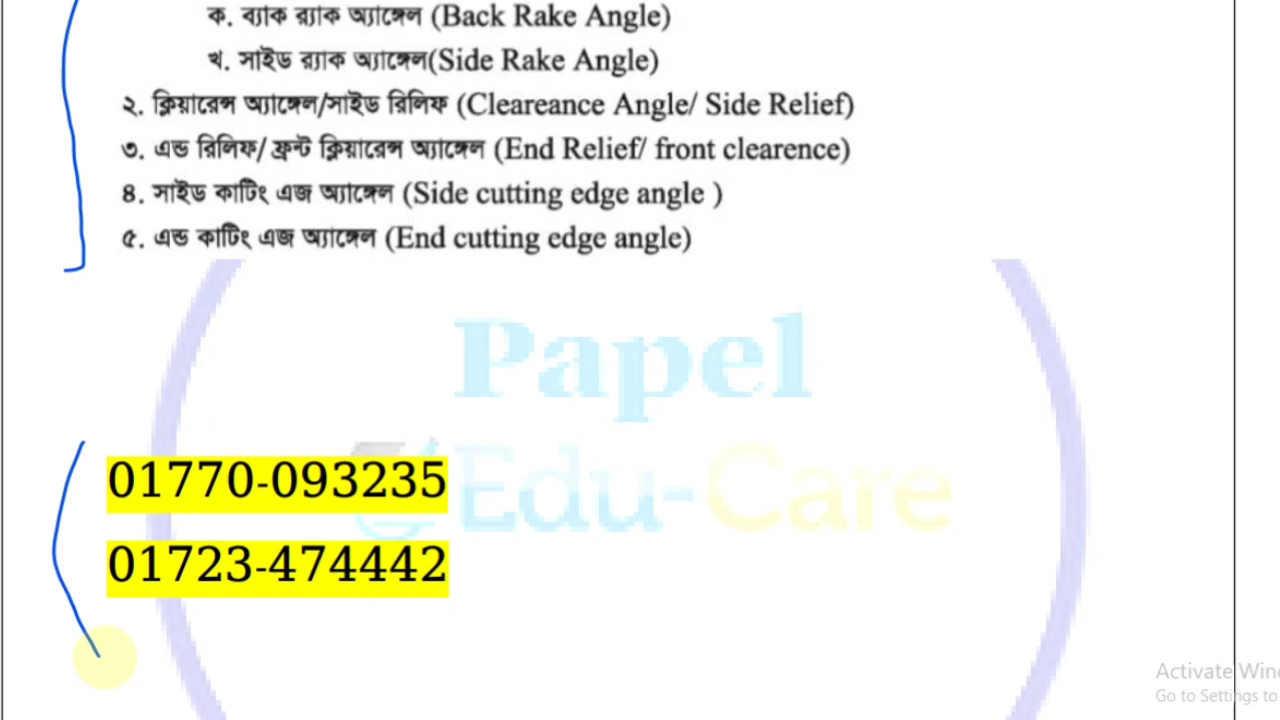 ক. ব্যাক র‍্যাক অ্যাঙ্গেল (Back Rake Angle)
খ. সাইড র‍্যাক অ্যাঙ্গেল(Side Rake Angle)
২. ক্লিয়ারেন্স অ্যাঙ্গেল/সাইড রিলিফ (Cleareance Angle/ Side Relief)
৩. এন্ড রিলিফ/ ফ্রন্ট ক্লিয়ারেন্স অ্যাঙ্গেল (End Relief/ front clearence)
৪. সাইড কাটিং এজ অ্যাঙ্গেল (Side cutting edge angle )
৫. এন্ড কাটিং এজ অ্যাঙ্গেল (End cutting edge angle)
Papel
Edu-Care
01770-093235
01723-474442
Activate Win
Go to Settings to